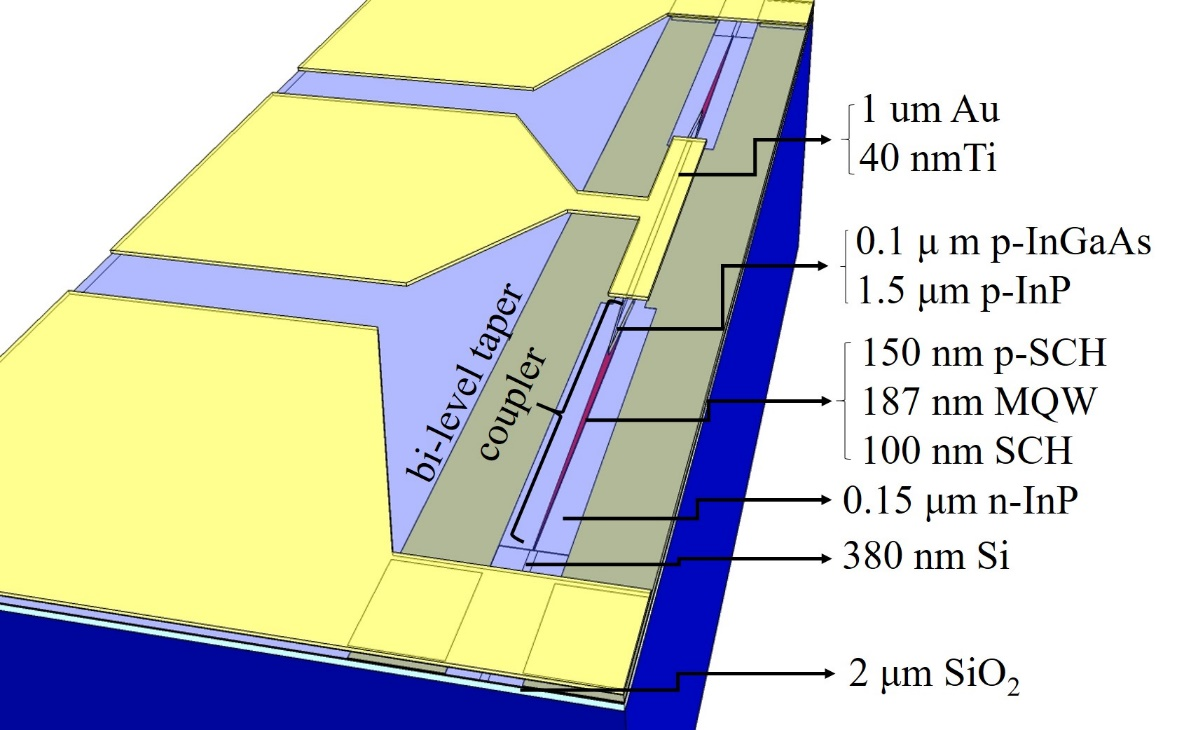 1 um Au
40 nmTi
0.1 μ m p-InGaAs
1.5 μm p-InP
150 nm p-SCH
187 nm MQW
100 nm SCH
0.15 μm n-InP
380 nm Si
2 μm SiO₂
bi-level taper
coupler